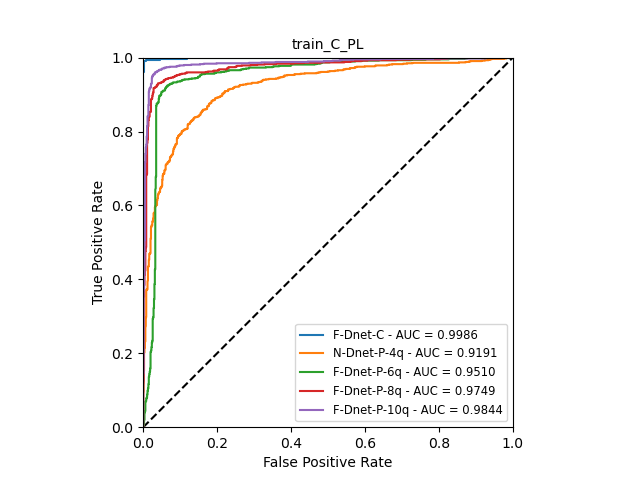 train_C_PL
True Positive Rate
1.0
0.8
0.6
0.4
0.2
0.0
F-Dnet-C - AUC = 0.9986
N-Dnet-P-4q - AUC = 0.9191
F-Dnet-P-6q - AUC = 0.9510
F-Dnet-P-8q - AUC = 0.9749
F-Dnet-P-10q - AUC = 0.9844
0.0 0.2 0.4 0.6 0.8 1.0
False Positive Rate